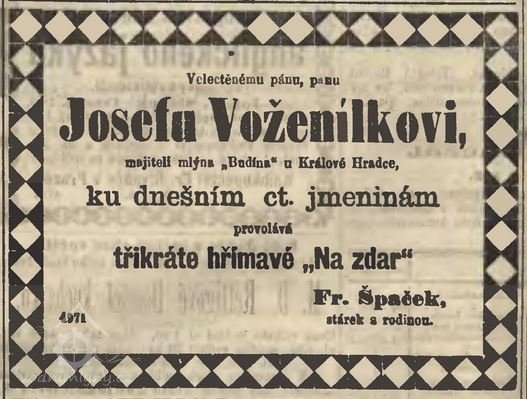 Velectěnému pánu, panu
Josefu Voženílkovi,
majiteli mlýna „Budína“ u Králové Hradce,
ku dnešním ct. jmeninám
provolává
třikráte hřímavé „Na zdar“
Fr. Špaček,
4971 stárek s rodinou.